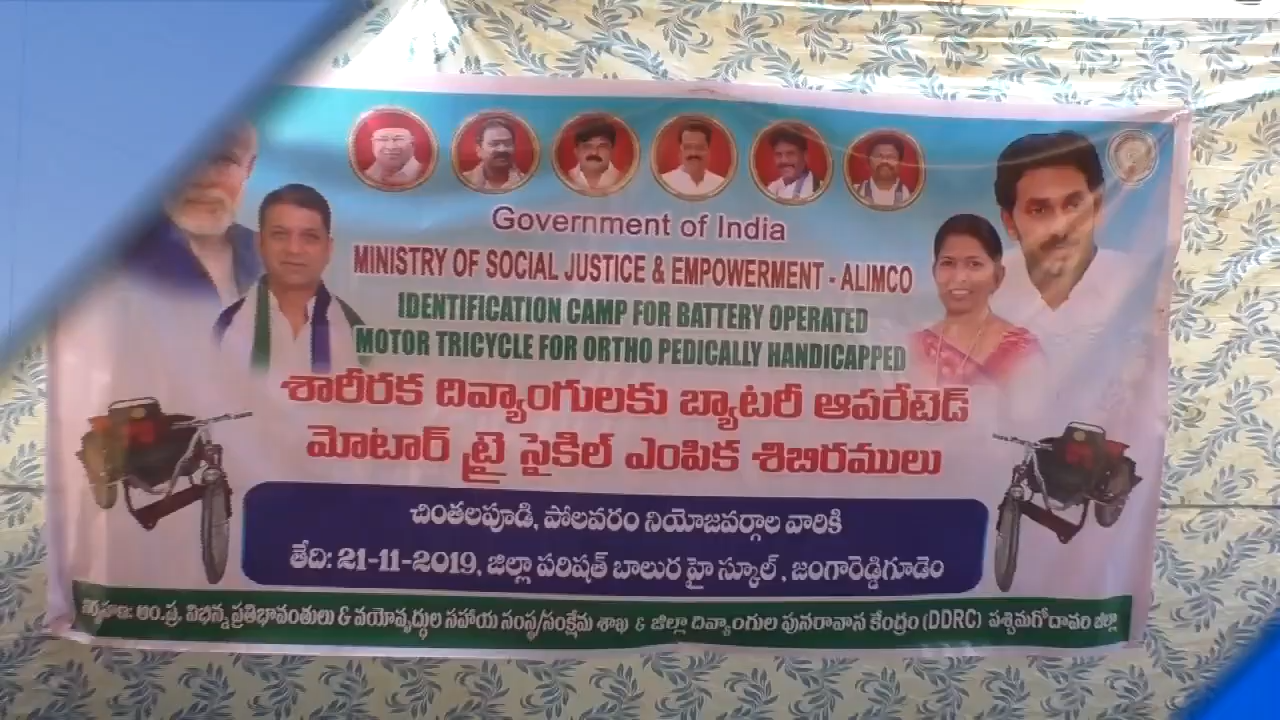 Government of India
MINISTRY OF SOCIAL JUSTICE & EMPOWERMENT - ALIMCO
IDENTIFICATION CAMP FOR BATTERY OPERATED
MOTOR TRICYCLE FOR ORTHO PEDICALLY HANDICAPPED
శారీరక దివ్యాంగులకు బ్యాటరీ ఆపరేటెడ్
మోటార్ ట్రై సైకిల్ ఎంపిక శిబిరములు
చింతలపూడి, పోలవరం నియోజవర్గాల వారికి
తేది: 21-11-2019, జిల్లా పరిషత్ బాలుర హై స్కూల్, జంగారెడ్డిగూడెం
నిర్వహణ: ఆం.ప్ర. విభిన్న ప్రతిభావంతులు & వయోవృద్ధుల సహాయ సంస్థ/సంక్షేమ శాఖ & జిల్లా దివ్యాంగుల పునరావాస కేంద్రం (DDRC) పశ్చిమగోదావరి జిల్లా